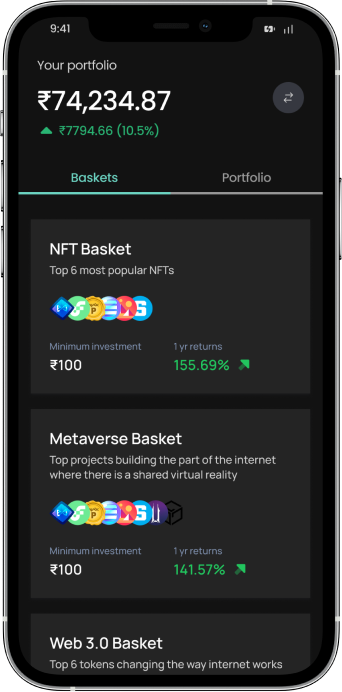 9:41
Your portfolio
₹74,234.87
₹7794.66 (10.5%)
Baskets Portfolio
NFT Basket
Top 6 most popular NFTs
Minimum investment 1 yr returns
₹100 155.69%
Metaverse Basket
Top projects building the part of the internet
where there is a shared virtual reality
Minimum investment 1 yr returns
₹100 141.57%
Web 3.0 Basket
Top 6 tokens changing the way internet works